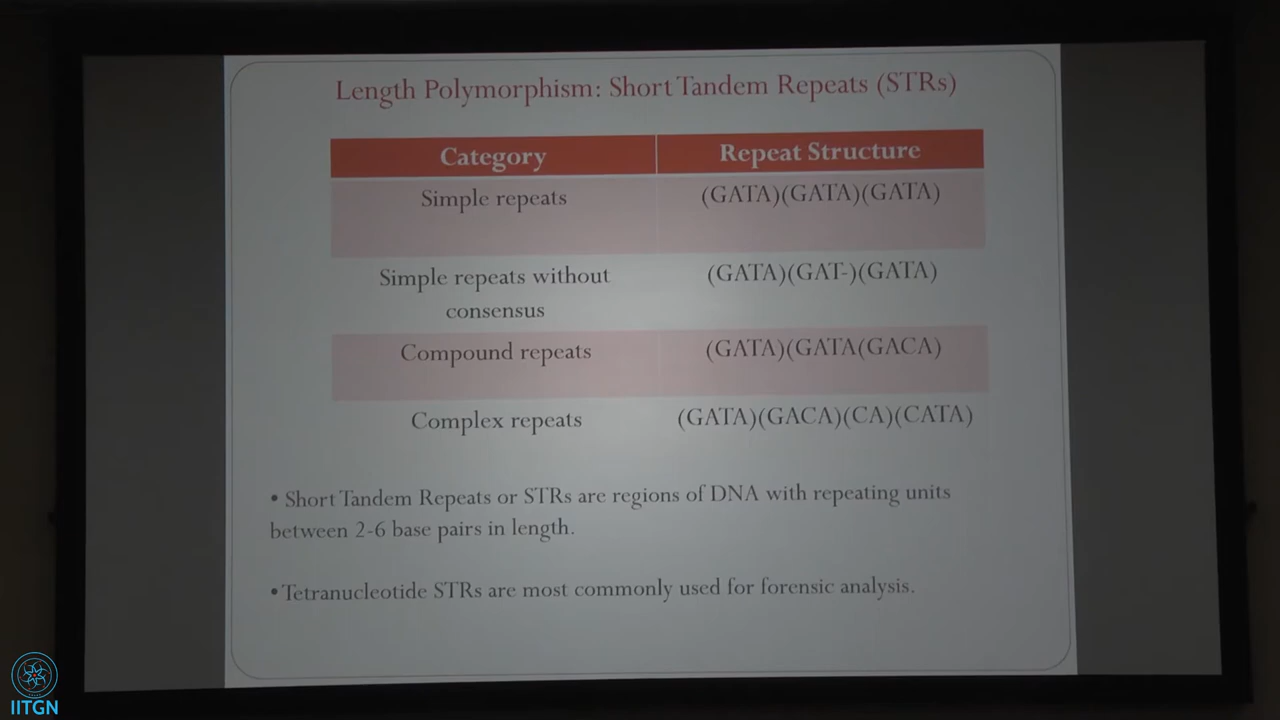 Length Polymorphism: Short Tandem Repeats (STRs)
Category Repeat Structure
Simple repeats (GATA)(GATA)(GATA)
Simple repeats without (GATA)(GAT-)(GATA)
consensus
Compound repeats (GATA)(GATA(GACA)
Complex repeats (GATA)(GACA)(CA)(CATA)
• Short Tandem Repeats or STRs are regions of DNA with repeating units
between 2-6 base pairs in length.
• Tetranucleotide STRs are most commonly used for forensic analysis.
IITGN